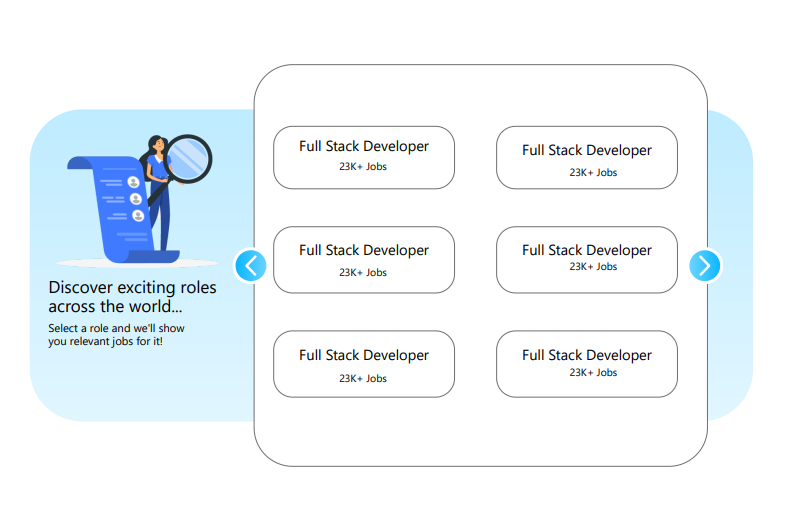 Discover exciting roles
across the world...
Select a role and we'll show
you relevant jobs for it!
Full Stack Developer
23K+ Jobs
Full Stack Developer
23K+ Jobs
Full Stack Developer
23K+ Jobs
Full Stack Developer
23K+ Jobs
Full Stack Developer
23K+ Jobs
Full Stack Developer
23K+ Jobs